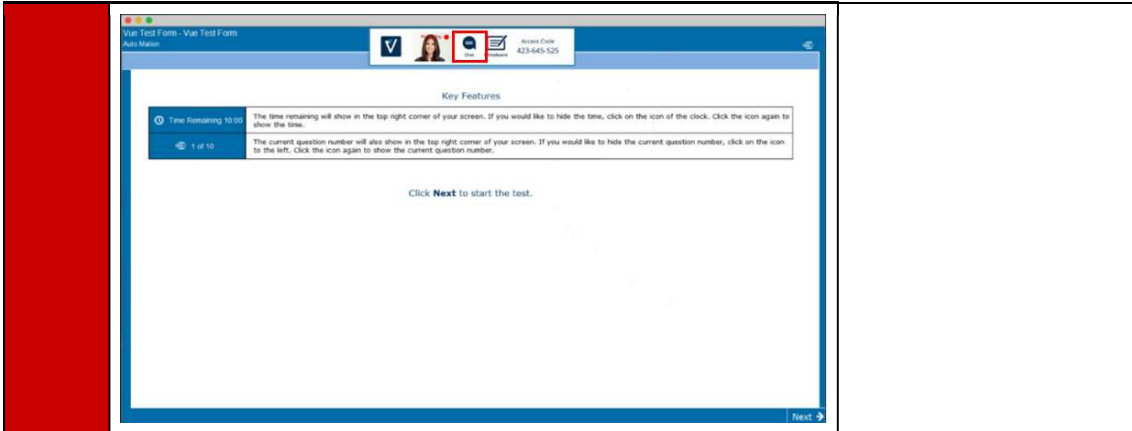 Vue Test Form - Vue Test Form
Auto Mation
Chat
Whiteboard
Access Code
423-645-525
Key Features
Time Remaining 10:00
The time remaining will show in the top right corner of your screen. If you would like to hide the time, click on the icon of the clock. Click the icon again to
show the time.
1 of 10
The current question number will also show in the top right corner of your screen. If you would like to hide the current question number, click on the icon
to the left. Click the icon again to show the current question number.
Click Next to start the test.
Next